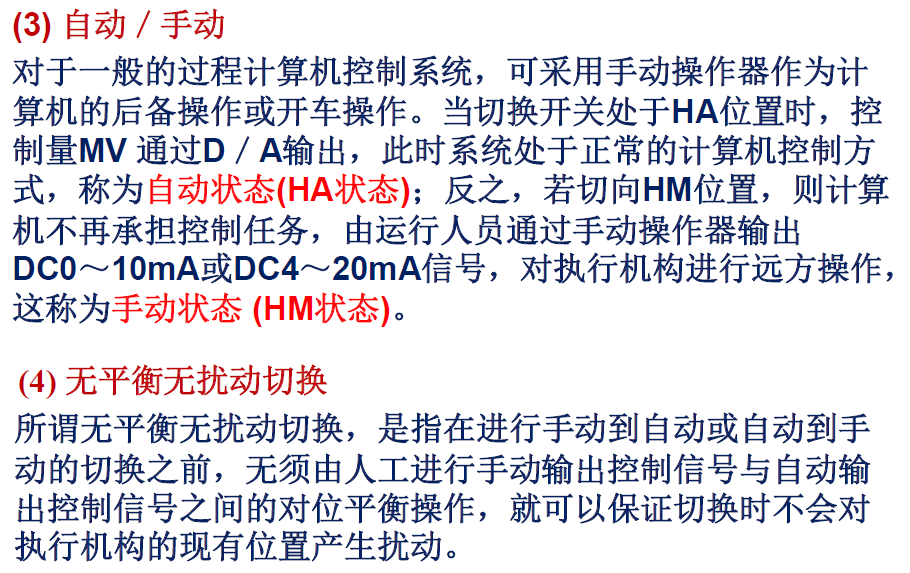 (3) 自动／手动
对于一般的过程计算机控制系统，可采用手动操作器作为计
算机的后备操作或开车操作。当切换开关处于HA位置时，控
制量MV 通过D／A输出，此时系统处于正常的计算机控制方
式，称为自动状态(HA状态)；反之，若切向HM位置，则计算
机不再承担控制任务，由运行人员通过手动操作器输出
DC0～10mA或DC4～20mA信号，对执行机构进行远方操作，
这称为手动状态 (HM状态)。
(4) 无平衡无扰动切换
所谓无平衡无扰动切换，是指在进行手动到自动或自动到手
动的切换之前，无须由人工进行手动输出控制信号与自动输
出控制信号之间的对位平衡操作，就可以保证切换时不会对
执行机构的现有位置产生扰动。